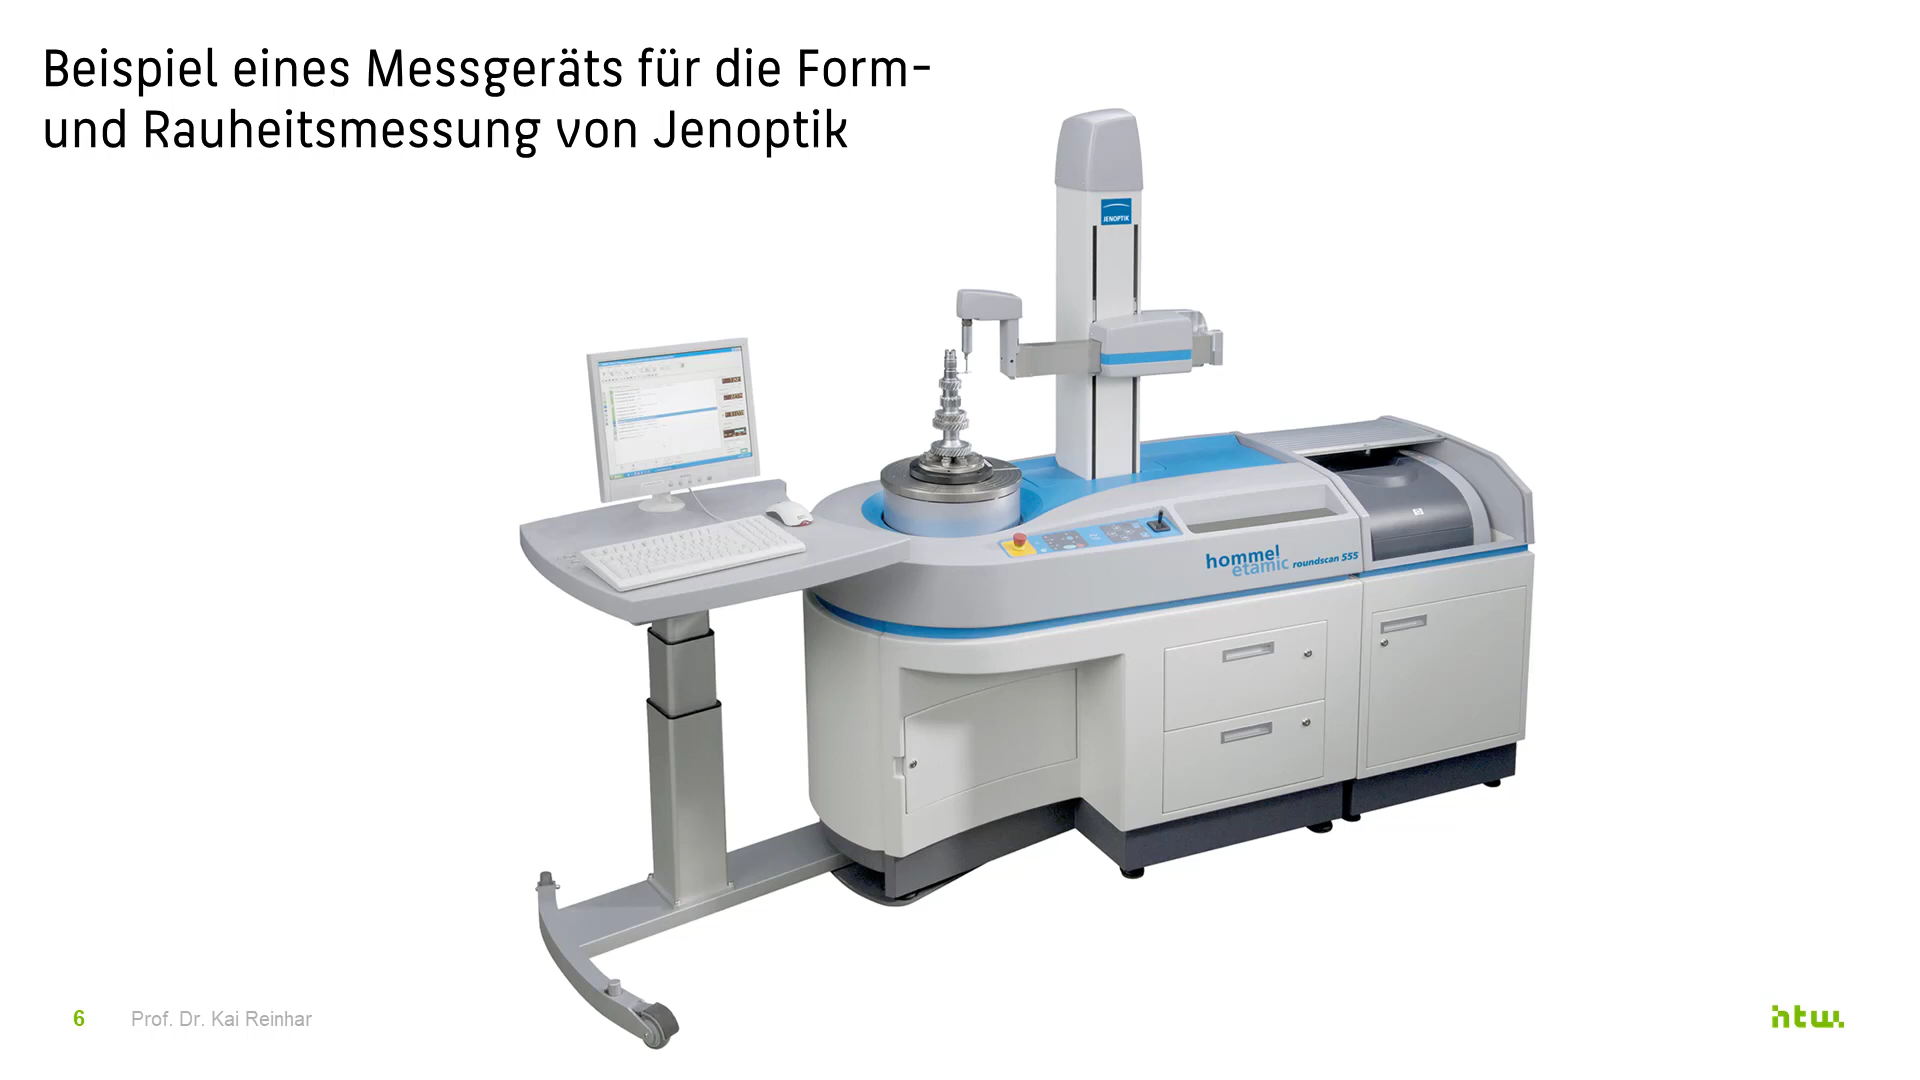 Beispiel eines Messgeräts für die Form-
und Rauheitsmessung von Jenoptik
JENOPTIK
hommel
etamic roundscan 555
6 Prof. Dr. Kai Reinhar
htw.